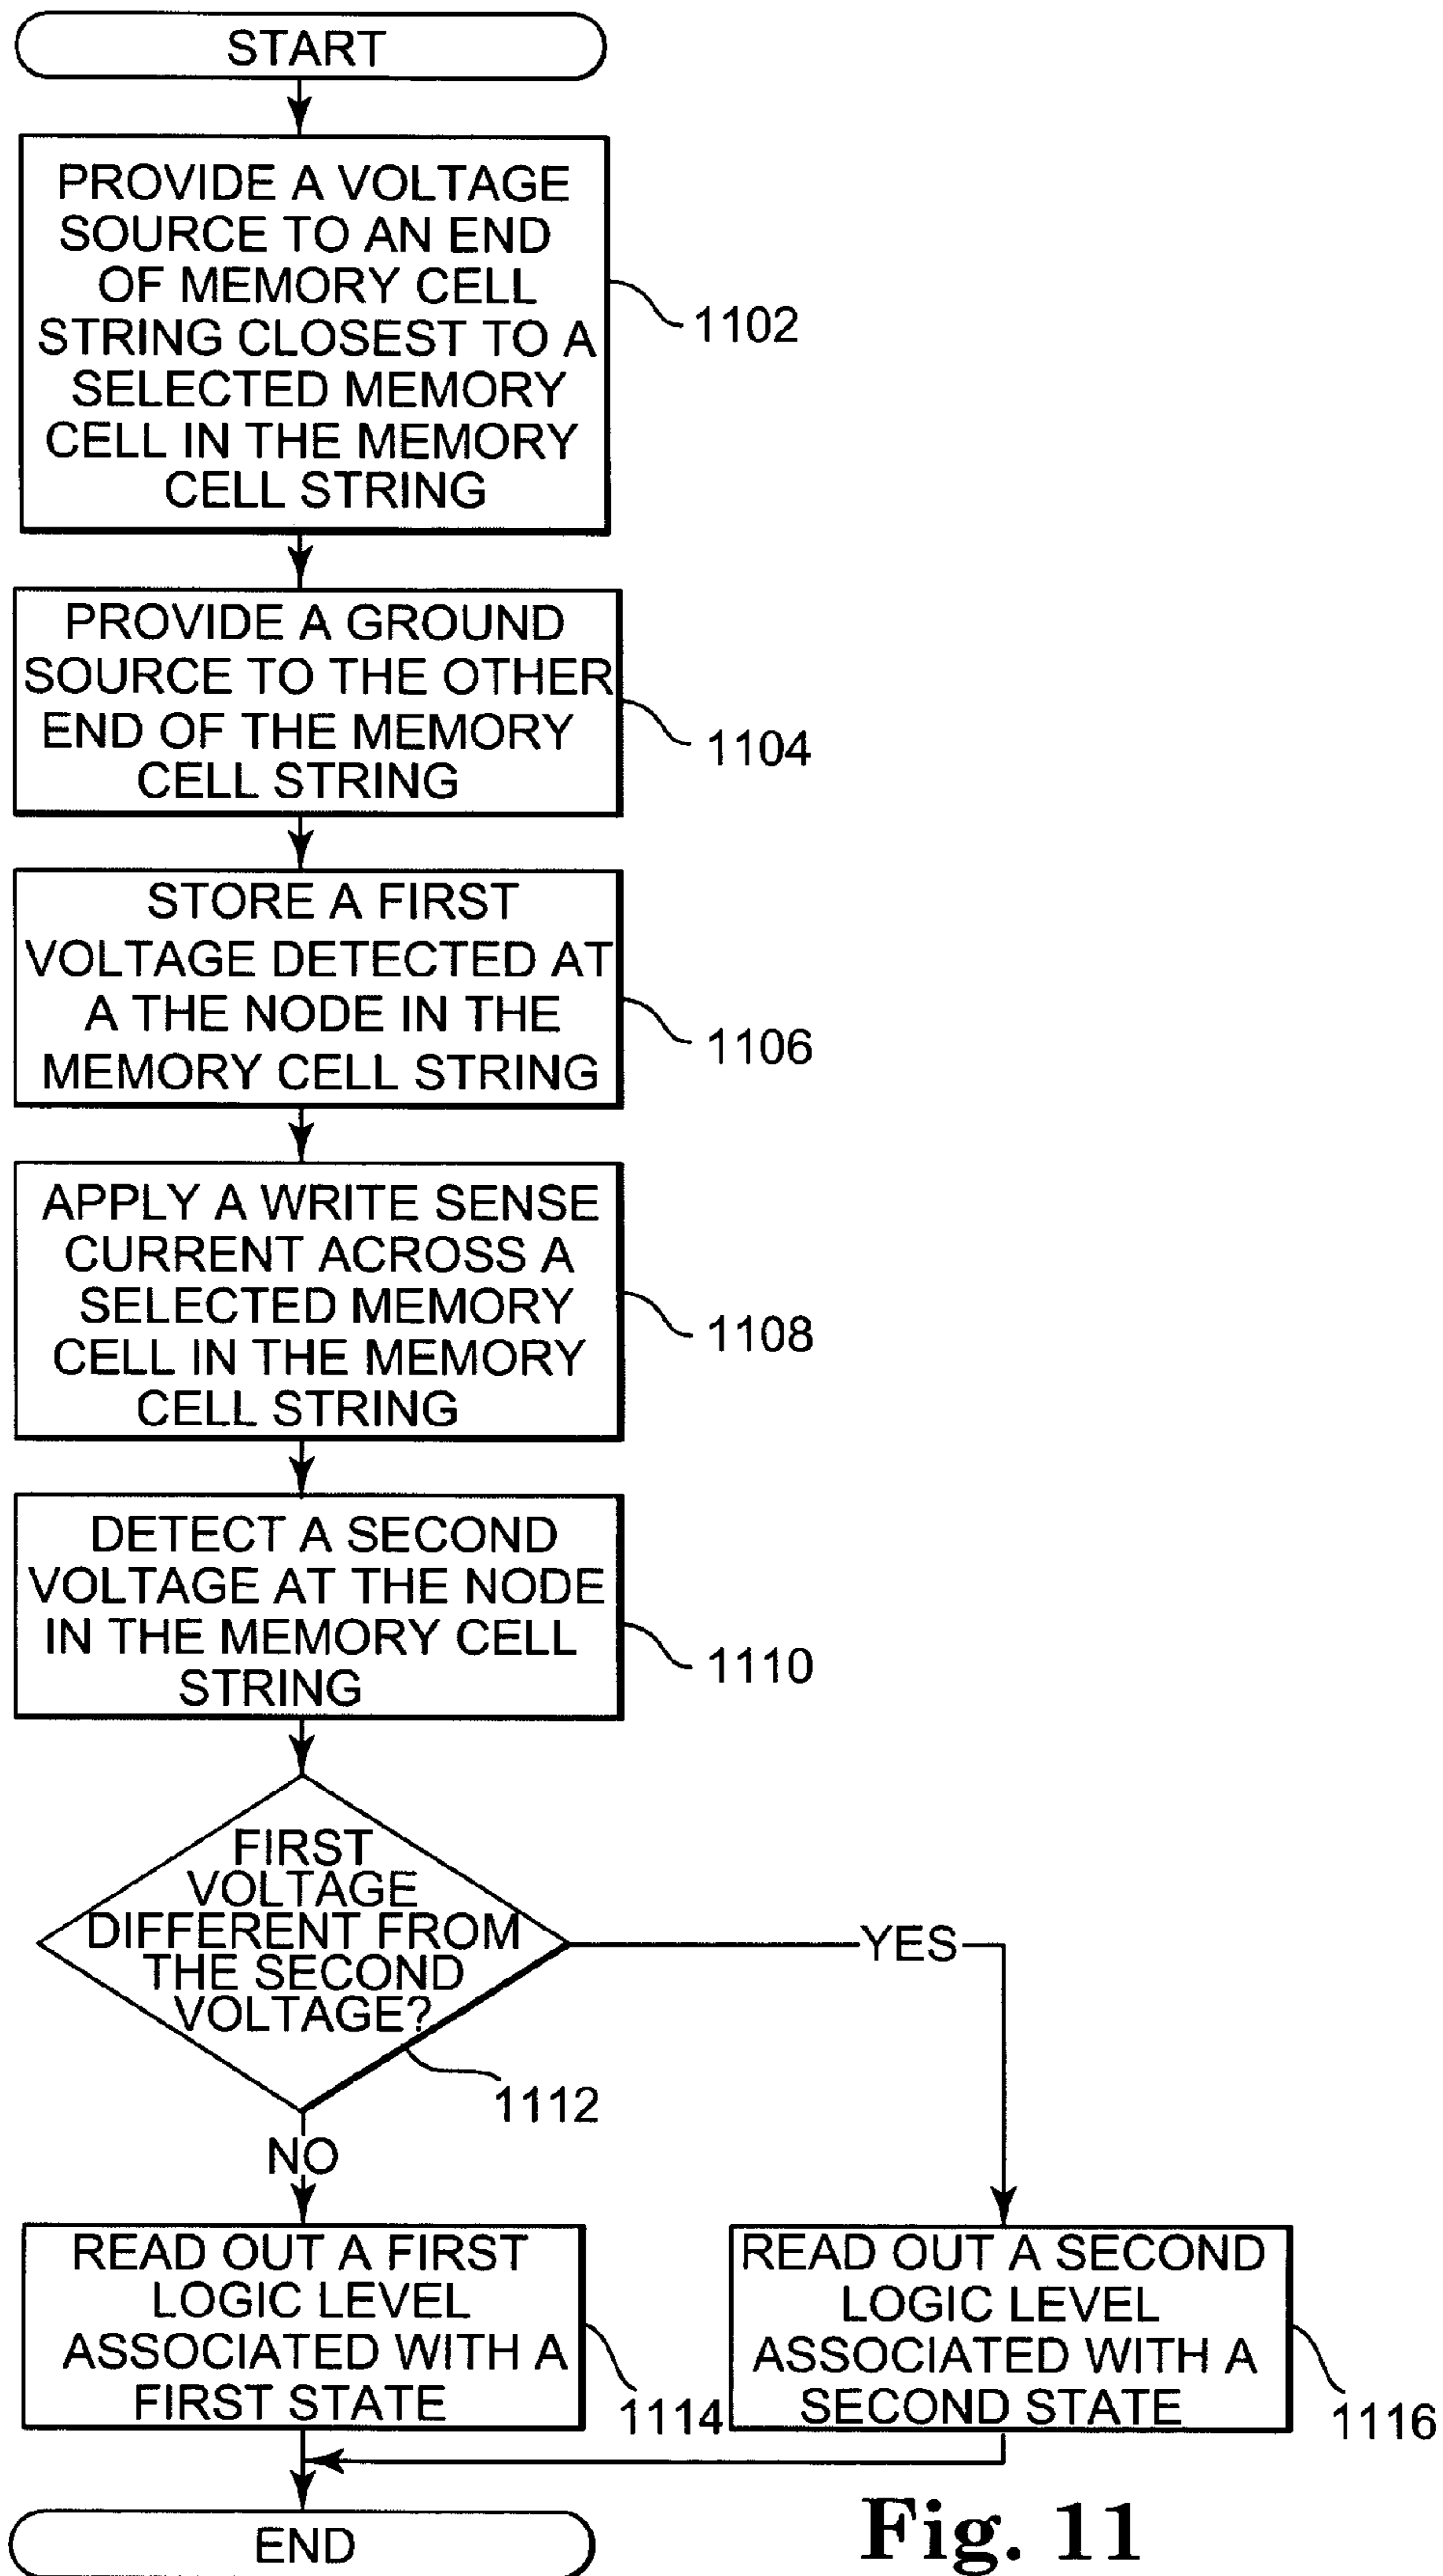 START
PROVIDE A VOLTAGE
SOURCE TO AN END
OF MEMORY CELL
STRING CLOSEST TO A
SELECTED MEMORY
CELL IN THE MEMORY
CELL STRING
1102
PROVIDE A GROUND
SOURCE TO THE OTHER
END OF THE MEMORY
CELL STRING
1104
STORE A FIRST
VOLTAGE DETECTED AT
A THE NODE IN THE
MEMORY CELL STRING
1106
APPLY A WRITE SENSE
CURRENT ACROSS A
SELECTED MEMORY
CELL IN THE MEMORY
CELL STRING
1108
DETECT A SECOND
VOLTAGE AT THE NODE
IN THE MEMORY CELL
STRING
1110
FIRST
VOLTAGE
DIFFERENT FROM
THE SECOND
VOLTAGE?
YES
1112
NO
READ OUT A FIRST
LOGIC LEVEL
ASSOCIATED WITH A
FIRST STATE
1114
READ OUT A SECOND
LOGIC LEVEL
ASSOCIATED WITH A
SECOND STATE
1116
END
Fig. 11